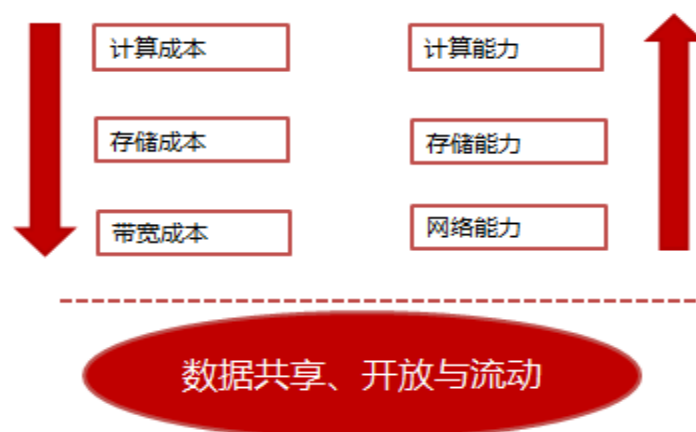 计算成本
计算能力
存储成本
存储能力
带宽成本
网络能力
数据共享、开放与流动